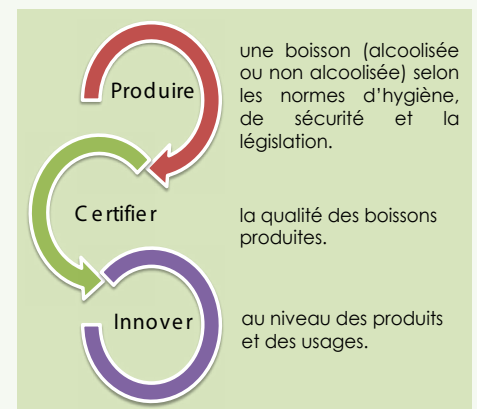 Produire
une boisson (alcoolisée
ou non alcoolisée) selon
les normes d'hygiène,
de sécurité et la
législation.
Certifier
la qualité des boissons
produites.
Innover
au niveau des produits
et des usages.